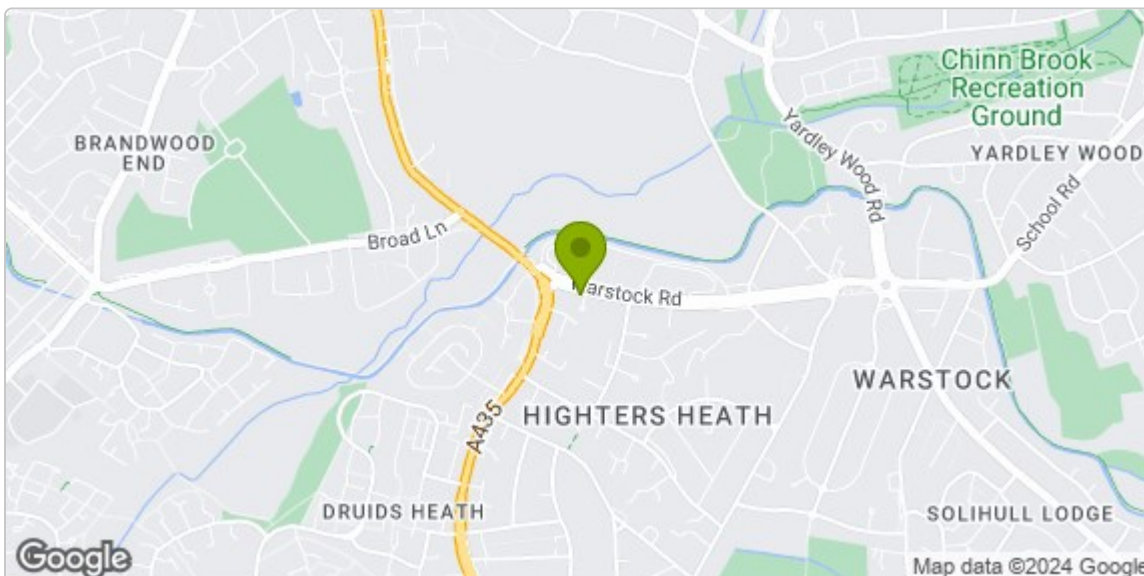 Chinn Brook
Recreation
Ground
BRANDWOOD
END
YARDLEY WOOD
Yardley Wood Rd
School Rd
Broad Ln
Warstock Rd
WARSTOCK
HIGHTERS HEATH
A435
DRUIDS HEATH
SOLIHULL LODGE
Google
Map data ©2024 Google